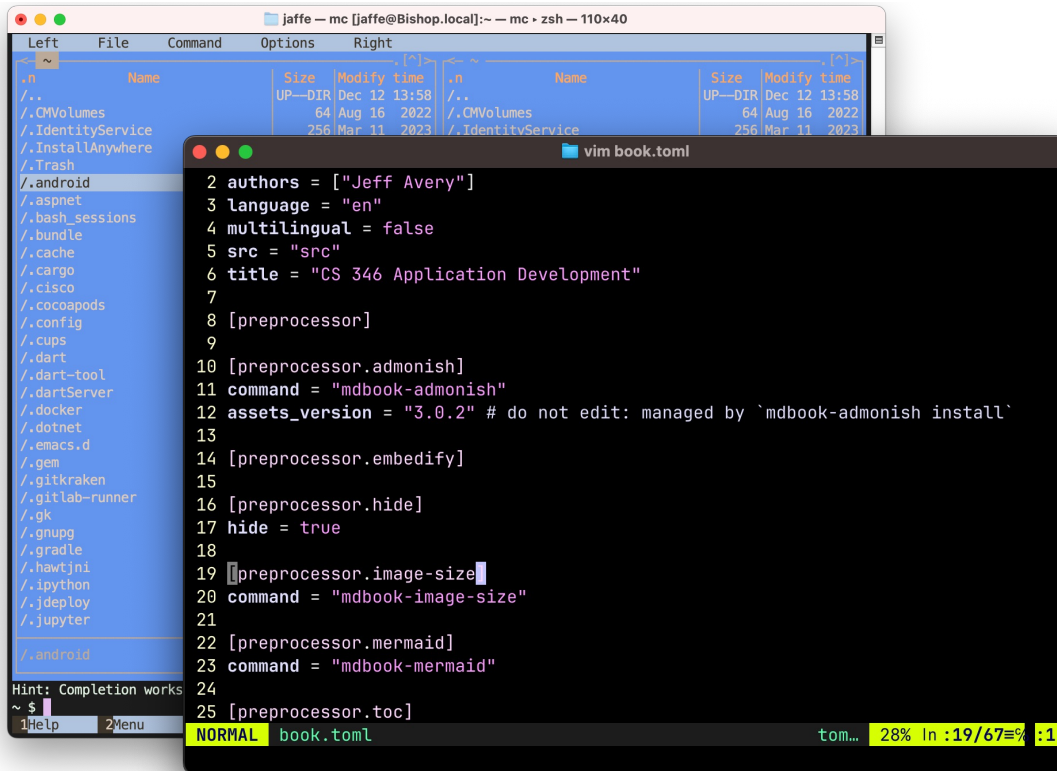 jaffe — mc [jaffe@Bishop.local]:~ — mc ▸ zsh — 110×40
Left File Command Options Right
<- ~ .[^]> <- ~ .[^]>
.n Name Size Modify time .n Name Size Modify time
/.. UP--DIR Dec 12 13:58 /.. UP--DIR Dec 12 13:58
/.CMVolumes 64 Aug 16 2022 /.CMVolumes 64 Aug 16 2022
/.IdentityService 256 Mar 11 2023 /.IdentityService 256 Mar 11 2023
/.InstallAnywhere
/.Trash
/.android
/.aspnet
/.bash_sessions
/.bundle
/.cache
/.cargo
/.cisco
/.cocoapods
/.config
/.cups
/.dart
/.dart-tool
/.dartServer
/.docker
/.dotnet
/.emacs.d
/.gem
/.gitkraken
/.gitlab-runner
/.gk
/.gnupg
/.gradle
/.hawtjni
/.ipython
/.jdeploy
/.jupyter
/.android
Hint: Completion works
~ $
1Help 2Menu
vim book.toml
2 authors = ["Jeff Avery"]
3 language = "en"
4 multilingual = false
5 src = "src"
6 title = "CS 346 Application Development"
7
8 [preprocessor]
9
10 [preprocessor.admonish]
11 command = "mdbook-admonish"
12 assets_version = "3.0.2" # do not edit: managed by `mdbook-admonish install`
13
14 [preprocessor.embedify]
15
16 [preprocessor.hide]
17 hide = true
18
19 [preprocessor.image-size]
20 command = "mdbook-image-size"
21
22 [preprocessor.mermaid]
23 command = "mdbook-mermaid"
24
25 [preprocessor.toc]
NORMAL book.toml tom… 28% ln :19/67≡℅ :1